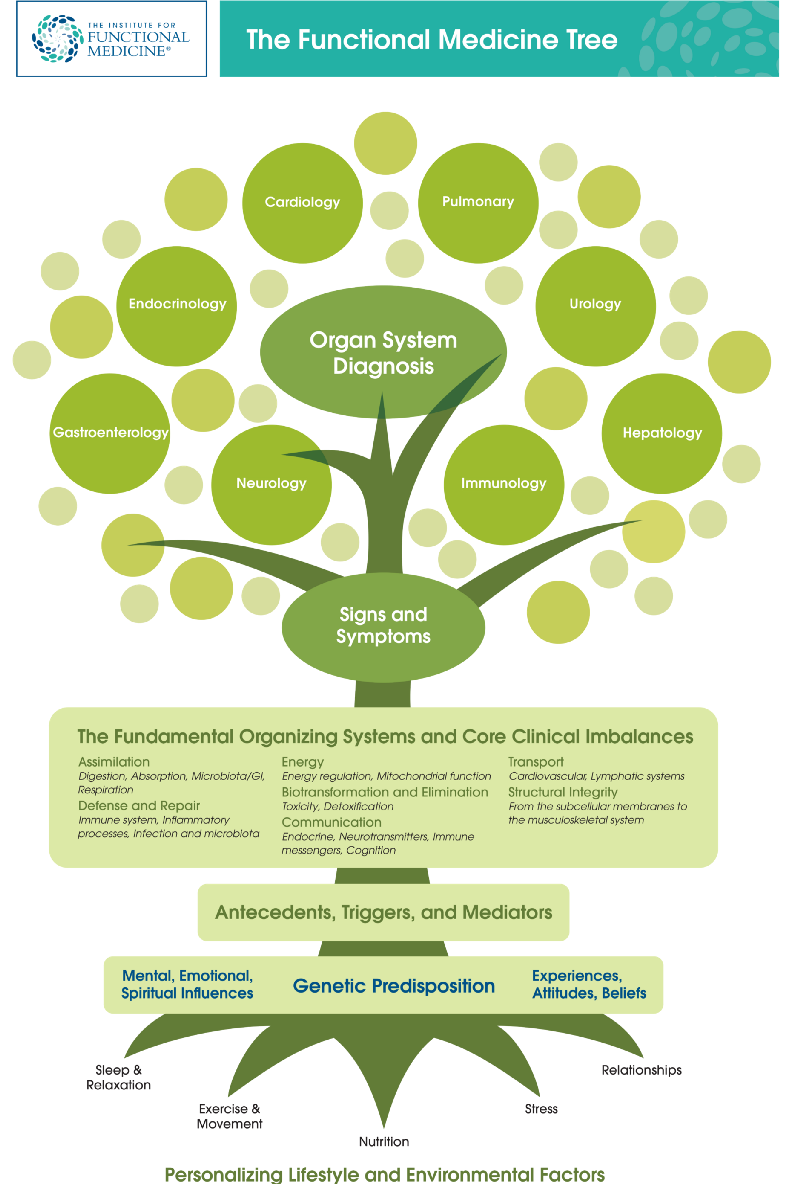 THE INSTITUTE FOR
FUNCTIONAL
MEDICINE®
The Functional Medicine Tree
Cardiology
Pulmonary
Endocrinology
Urology
Organ System
Diagnosis
Gastroenterology
Hepatology
Neurology
Immunology
Signs and
Symptoms
The Fundamental Organizing Systems and Core Clinical Imbalances
Assimilation
Digestion, Absorption, Microbiota/GI,
Respiration
Defense and Repair
Immune system, Inflammatory
processes, Infection and microbiota
Energy
Energy regulation, Mitochondrial function
Biotransformation and Elimination
Toxicity, Detoxification
Communication
Endocrine, Neurotransmitters, Immune
messengers, Cognition
Transport
Cardiovascular, Lymphatic systems
Structural Integrity
From the subcellular membranes to
the musculoskeletal system
Antecedents, Triggers, and Mediators
Mental, Emotional,
Spiritual Influences
Genetic Predisposition
Experiences,
Attitudes, Beliefs
Sleep &
Relaxation
Exercise &
Movement
Nutrition
Stress
Relationships
Personalizing Lifestyle and Environmental Factors